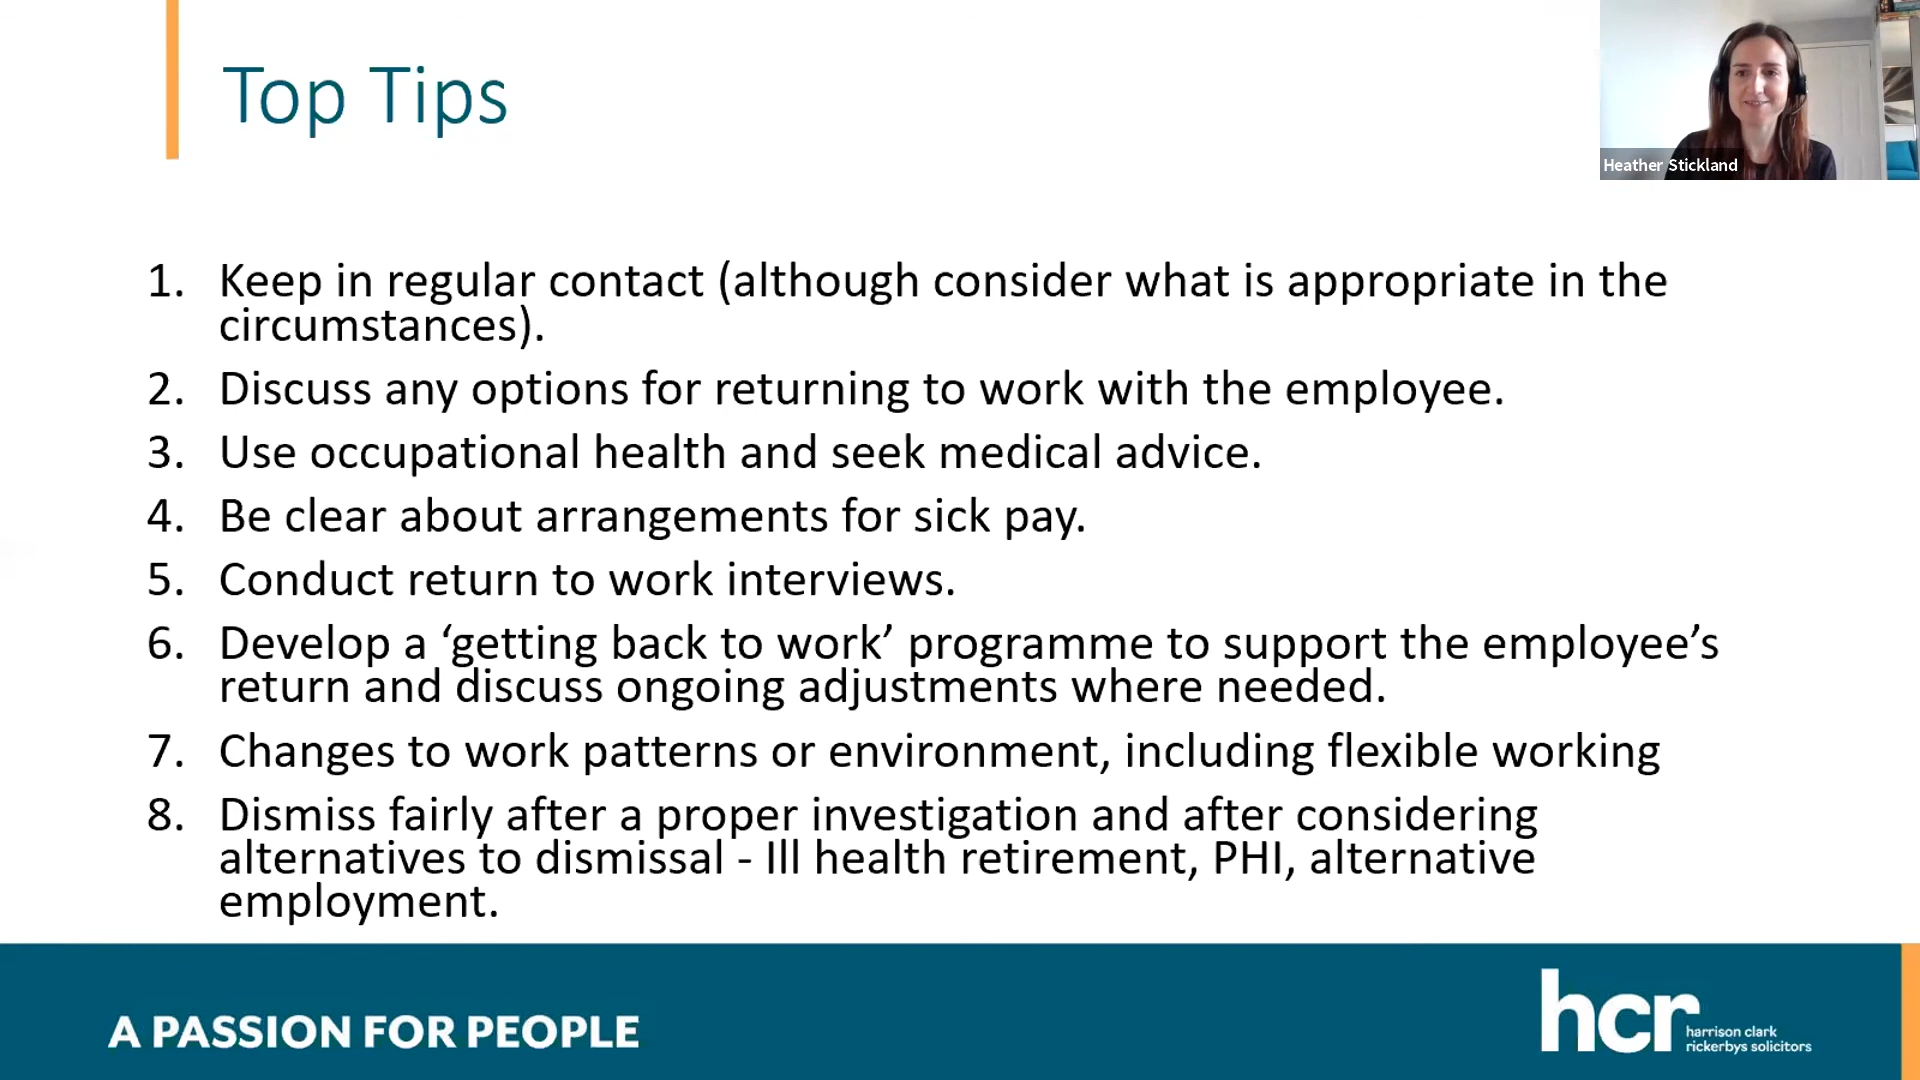 Top Tips
Heather Stickland
1. Keep in regular contact (although consider what is appropriate in the
circumstances).
2. Discuss any options for returning to work with the employee.
3. Use occupational health and seek medical advice.
4. Be clear about arrangements for sick pay.
5. Conduct return to work interviews.
6. Develop a ‘getting back to work’ programme to support the employee’s
return and discuss ongoing adjustments where needed.
7. Changes to work patterns or environment, including flexible working
8. Dismiss fairly after a proper investigation and after considering
alternatives to dismissal - Ill health retirement, PHI, alternative
employment.
A PASSION FOR PEOPLE
hcr
harrison clark
rickerbys solicitors